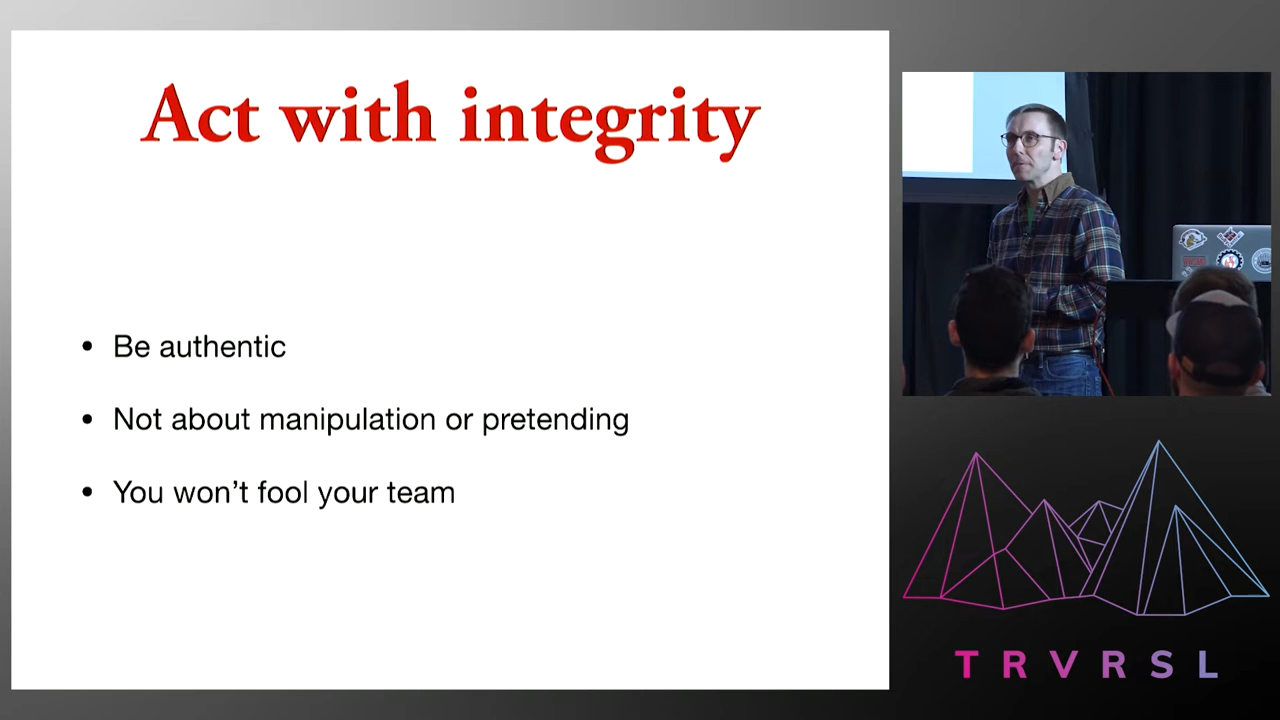 Act with integrity
• Be authentic
• Not about manipulation or pretending
• You won’t fool your team
TRVRSL